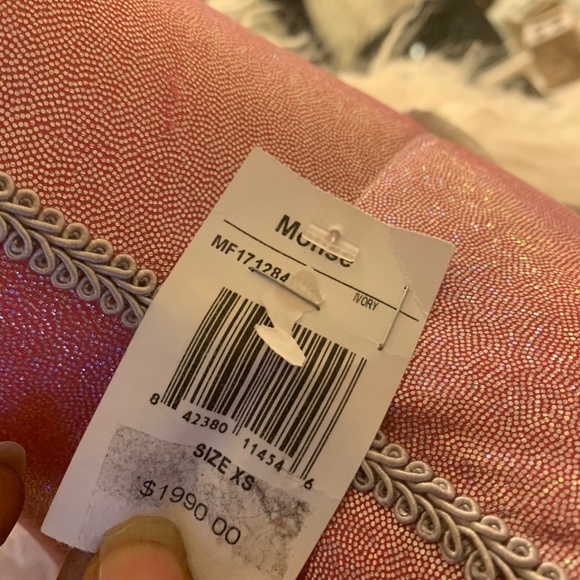 Monse
MF171284
IVORY
8 42380 11454 6
SIZE XS
$1990.00